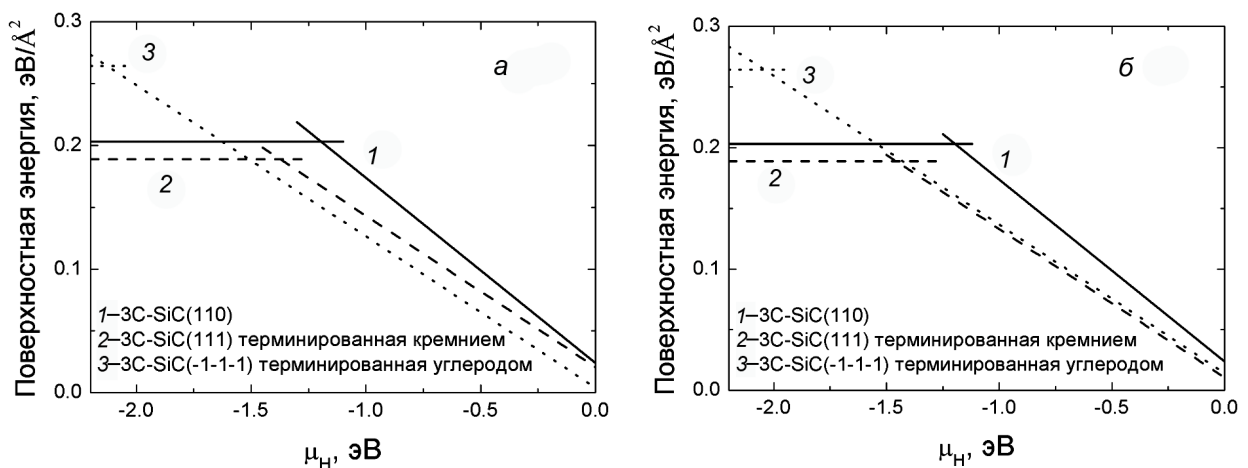 Поверхностная энергия, эВ/Å²
0.3
0.2
0.1
0.0
3
а
1
2
1–3C-SiC(110)
2–3C-SiC(111) терминированная кремнием
3–3C-SiC(-1-1-1) терминированная углеродом
-2.0 -1.5 -1.0 -0.5 0.0
μH, эВ
Поверхностная энергия, эВ/Å²
0.3
0.2
0.1
0.0
3
б
1
2
1–3C-SiC(110)
2–3C-SiC(111) терминированная кремнием
3–3C-SiC(-1-1-1) терминированная углеродом
-2.0 -1.5 -1.0 -0.5 0.0
μH, эВ